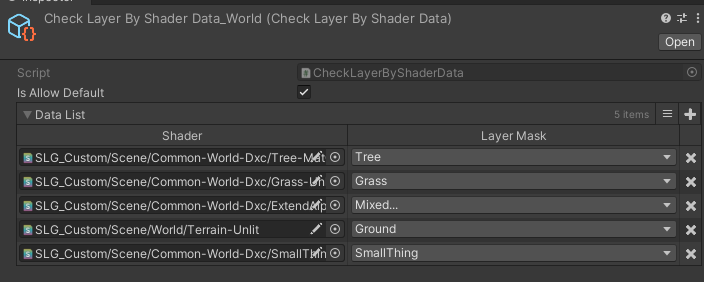 Inspector
Check Layer By Shader Data_World (Check Layer By Shader Data)
Open
Script CheckLayerByShaderData
Is Allow Default
Data List 5 items
Shader Layer Mask
SLG_Custom/Scene/Common-World-Dxc/Tree-Mat Tree
SLG_Custom/Scene/Common-World-Dxc/Grass-Un Grass
SLG_Custom/Scene/Common-World-Dxc/Extend Mixed...
SLG_Custom/Scene/World/Terrain-Unlit Ground
SLG_Custom/Scene/Common-World-Dxc/SmallThin SmallThing